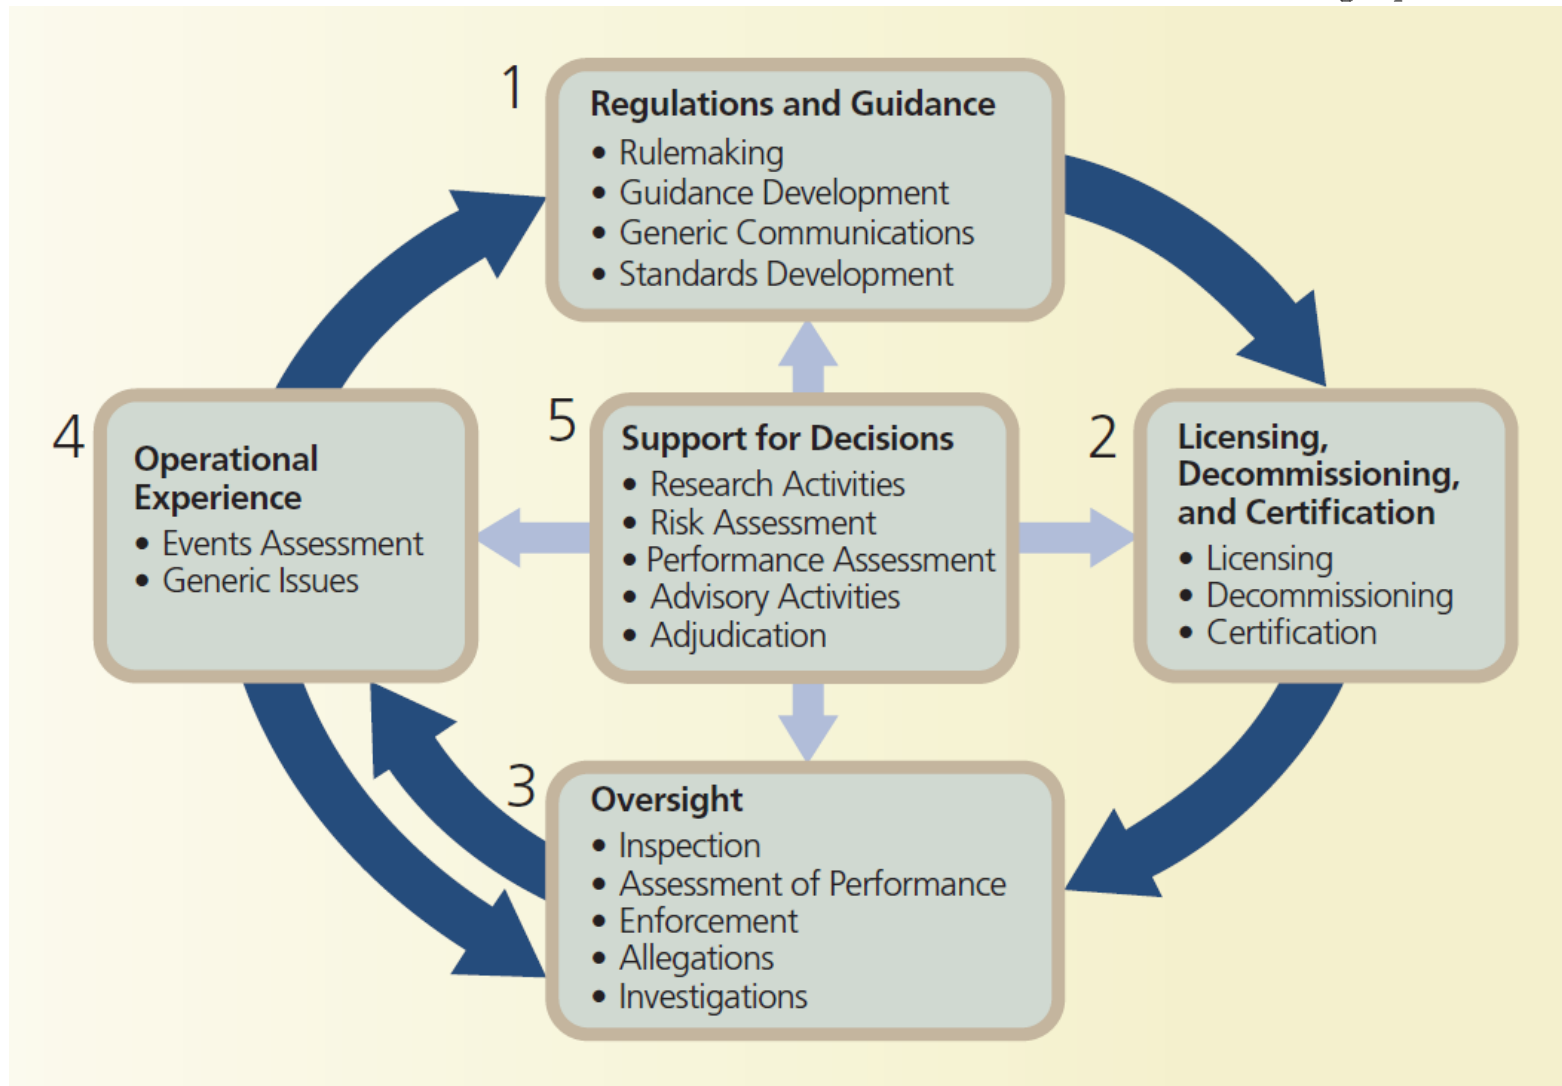 1
Regulations and Guidance
• Rulemaking
• Guidance Development
• Generic Communications
• Standards Development
2
Licensing,
Decommissioning,
and Certification
• Licensing
• Decommissioning
• Certification
3
Oversight
• Inspection
• Assessment of Performance
• Enforcement
• Allegations
• Investigations
4
Operational
Experience
• Events Assessment
• Generic Issues
5
Support for Decisions
• Research Activities
• Risk Assessment
• Performance Assessment
• Advisory Activities
• Adjudication